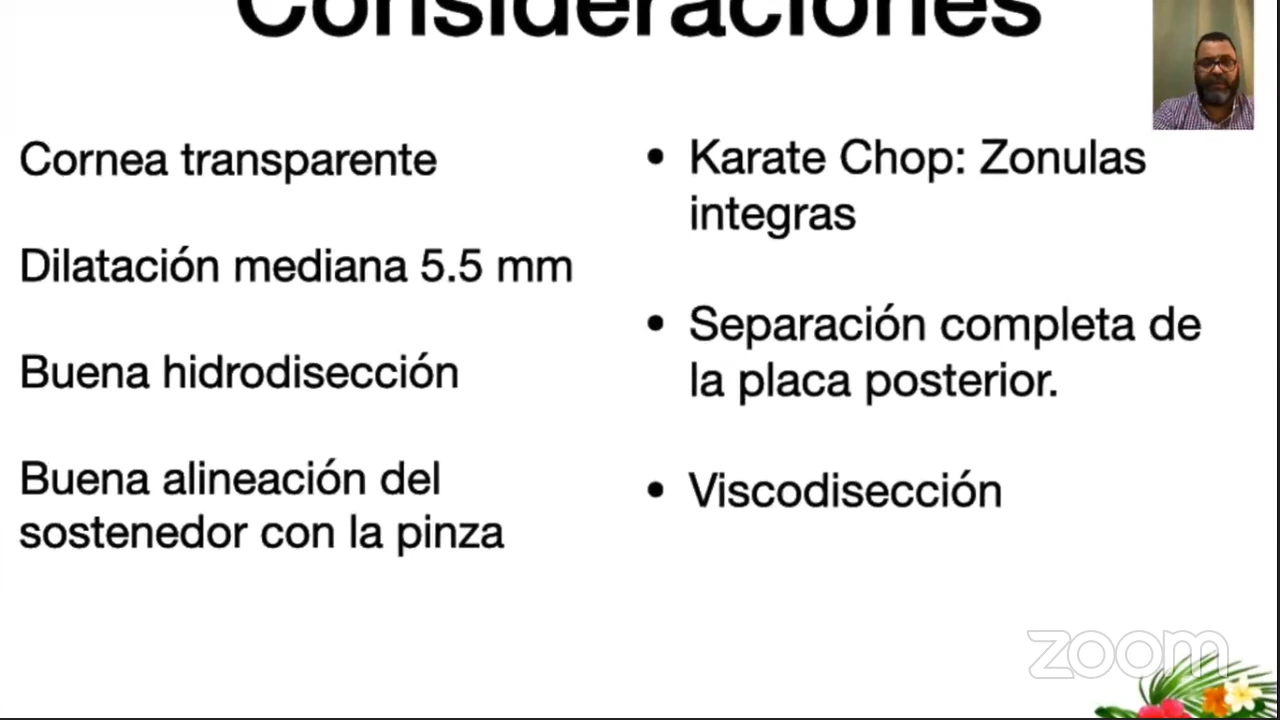 Consideraciones
Cornea transparente
Dilatación mediana 5.5 mm
Buena hidrodisección
Buena alineación del
sostenedor con la pinza
• Karate Chop: Zonulas
integras
• Separación completa de
la placa posterior.
• Viscodisección
zoom